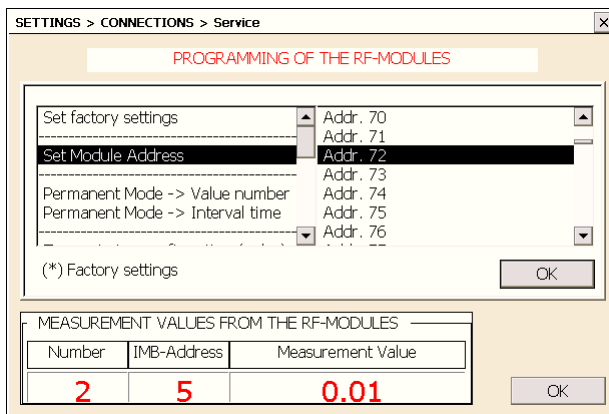 SETTINGS > CONNECTIONS > Service
PROGRAMMING OF THE RF-MODULES
Set factory settings
Set Module Address
Permanent Mode -> Value number
Permanent Mode -> Interval time
Addr. 70
Addr. 71
Addr. 72
Addr. 73
Addr. 74
Addr. 75
Addr. 76
(*) Factory settings
OK
MEASUREMENT VALUES FROM THE RF-MODULES
Number IMB-Address Measurement Value
2 5 0.01
OK